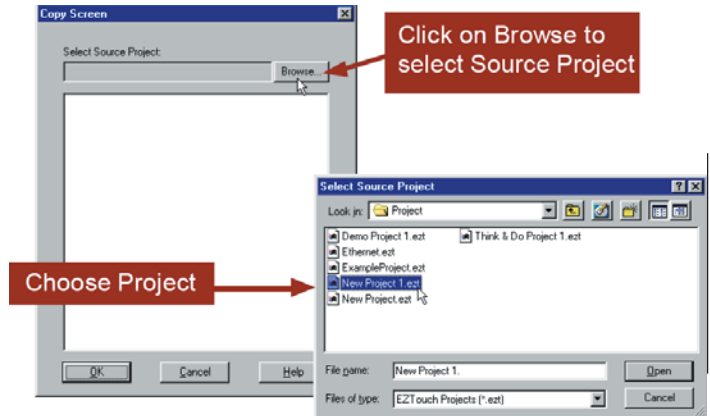 Copy Screen
Click on Browse to
select Source Project
Select Source Project:
Browse...
Select Source Project
Look in: Project
Demo Project 1.ezt
Think & Do Project 1.ezt
Ethernet.ezt
ExampleProject.ezt
New Project 1.ezt
New Project.ezt
Choose Project
OK
Cancel
Help
File name: New Project 1.
Open
Files of type: EZTouch Projects (*.ezt)
Cancel